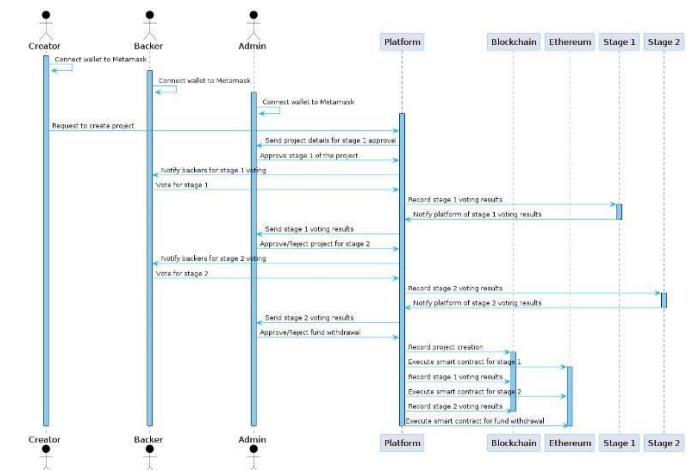 Creator Backer Admin Platform Blockchain Ethereum Stage 1 Stage 2
Connect wallet to Metamask
Connect wallet to Metamask
Connect wallet to Metamask
Request to create project
Send project details for stage 1 approval
Approve stage 1 of the project
Notify backers for stage 1 voting
Vote for stage 1
Record stage 1 voting results
Notify platform of stage 1 voting results
Send stage 1 voting results
Approve/Reject project for stage 2
Notify backers for stage 2 voting
Vote for stage 2
Record stage 2 voting results
Notify platform of stage 2 voting results
Send stage 2 voting results
Approve/Reject fund withdrawal
Record project creation
Execute smart contract for stage 1
Record stage 1 voting results
Execute smart contract for stage 2
Record stage 2 voting results
Execute smart contract for fund withdrawal
Creator Backer Admin Platform Blockchain Ethereum Stage 1 Stage 2